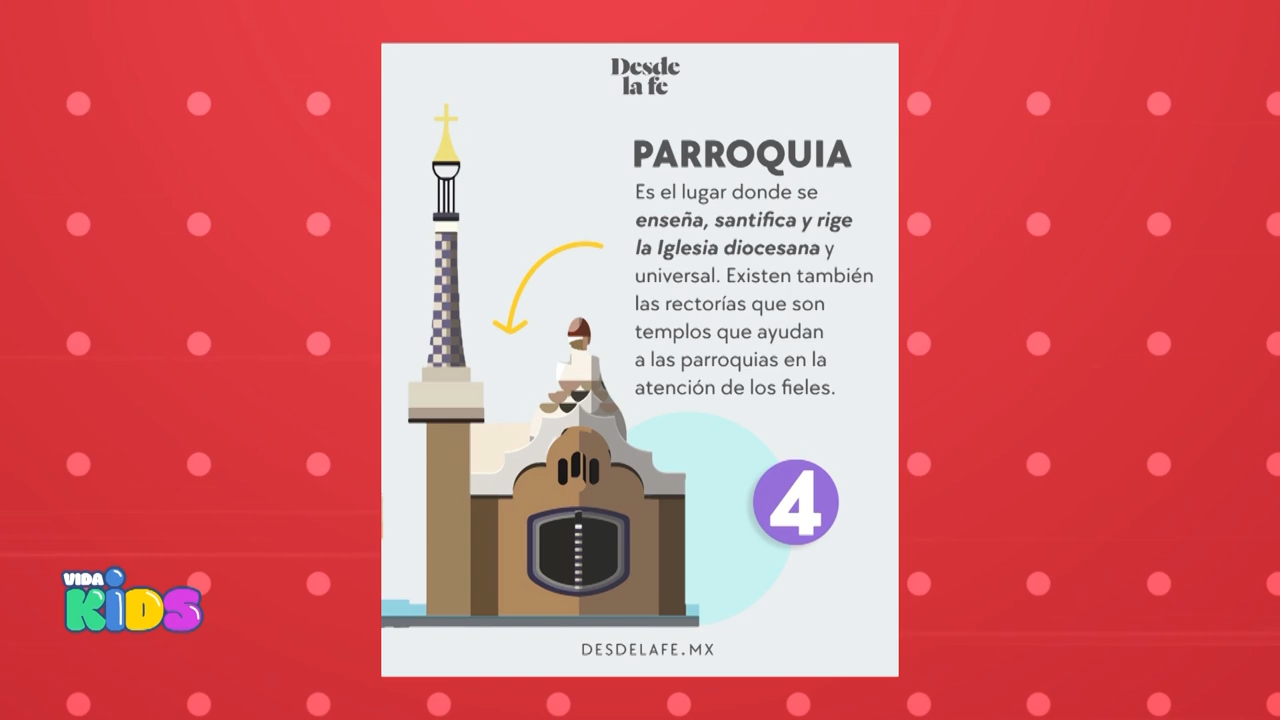 Desde
la fe
PARROQUIA
Es el lugar donde se
enseña, santifica y rige
la Iglesia diocesana y
universal. Existen también
las rectorías que son
templos que ayudan
a las parroquias en la
atención de los fieles.
4
VIDA
KiDS
DESDELAFE.MX